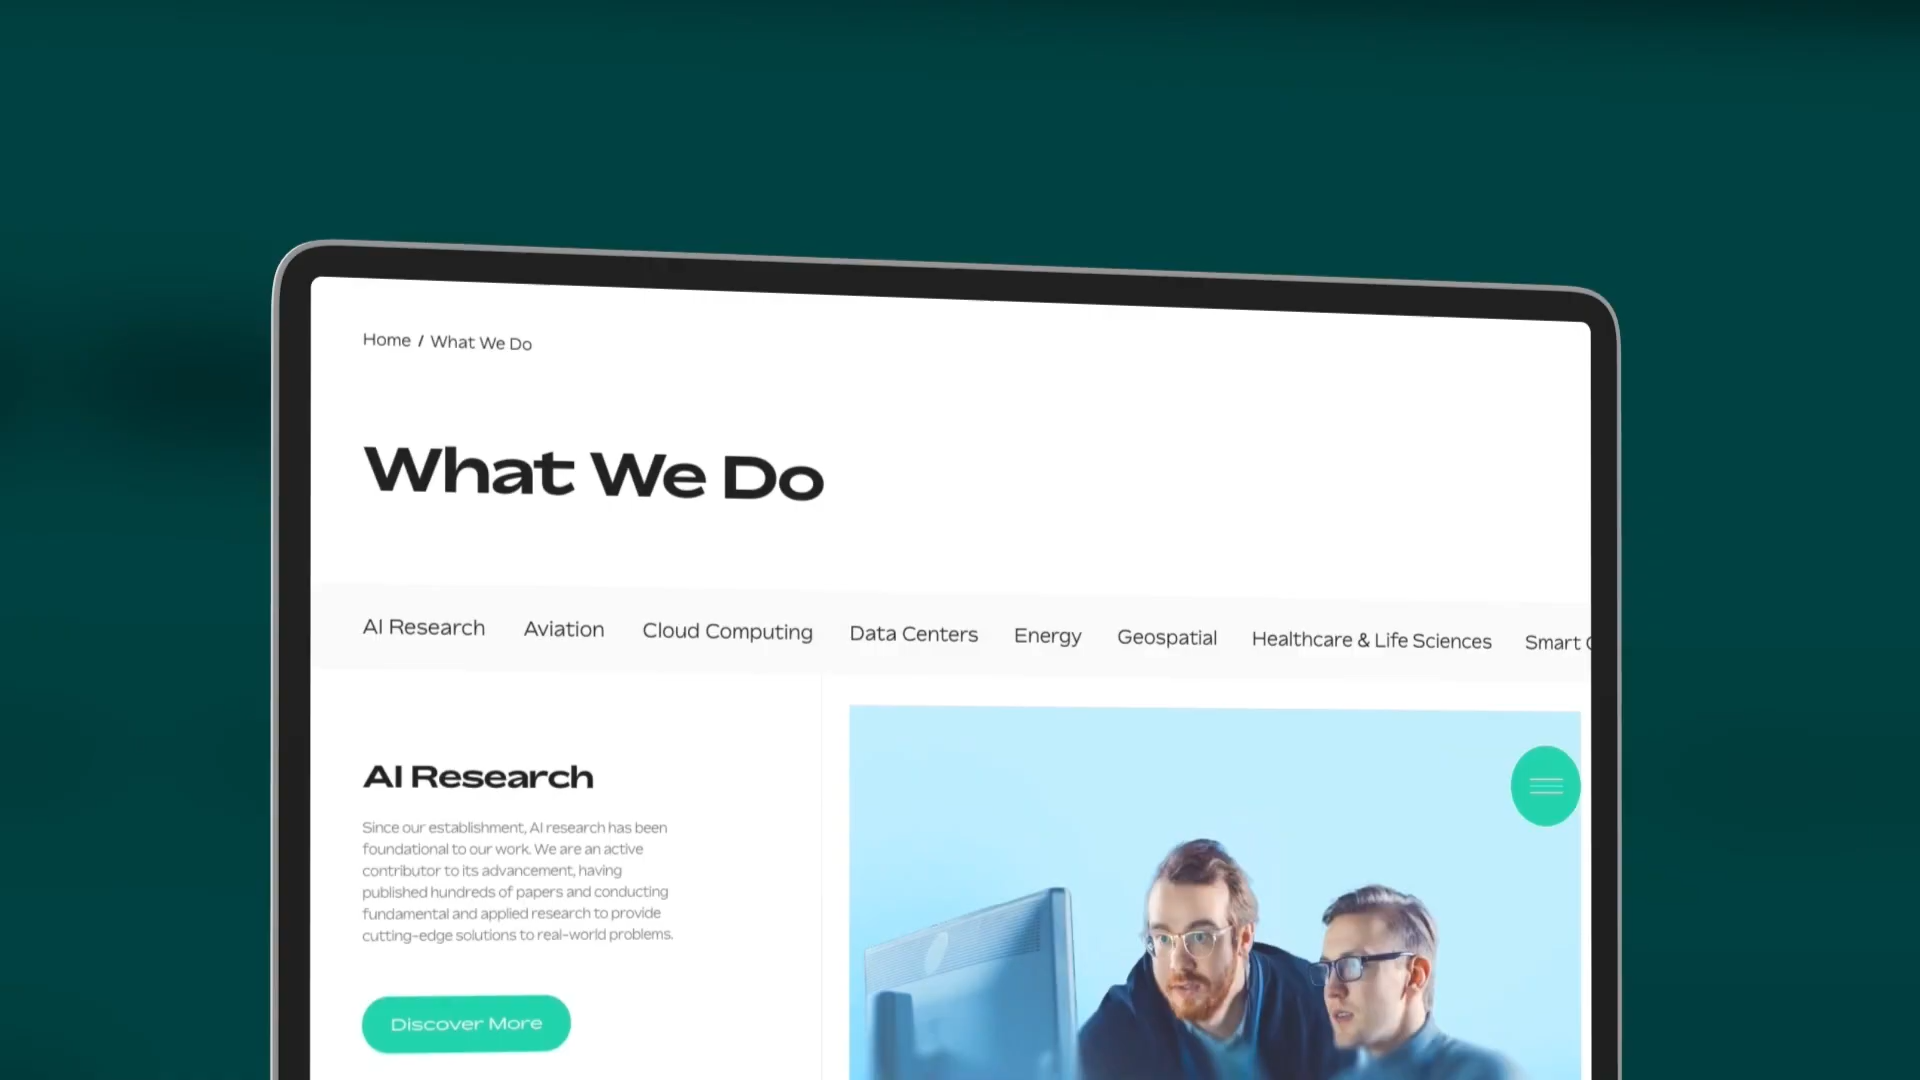 Home / What We Do
What We Do
AI Research Aviation Cloud Computing Data Centers Energy Geospatial Healthcare & Life Sciences Smart
AI Research
Since our establishment, AI research has been
foundational to our work. We are an active
contributor to its advancement, having
published hundreds of papers and conducting
fundamental and applied research to provide
cutting-edge solutions to real-world problems.
Discover More